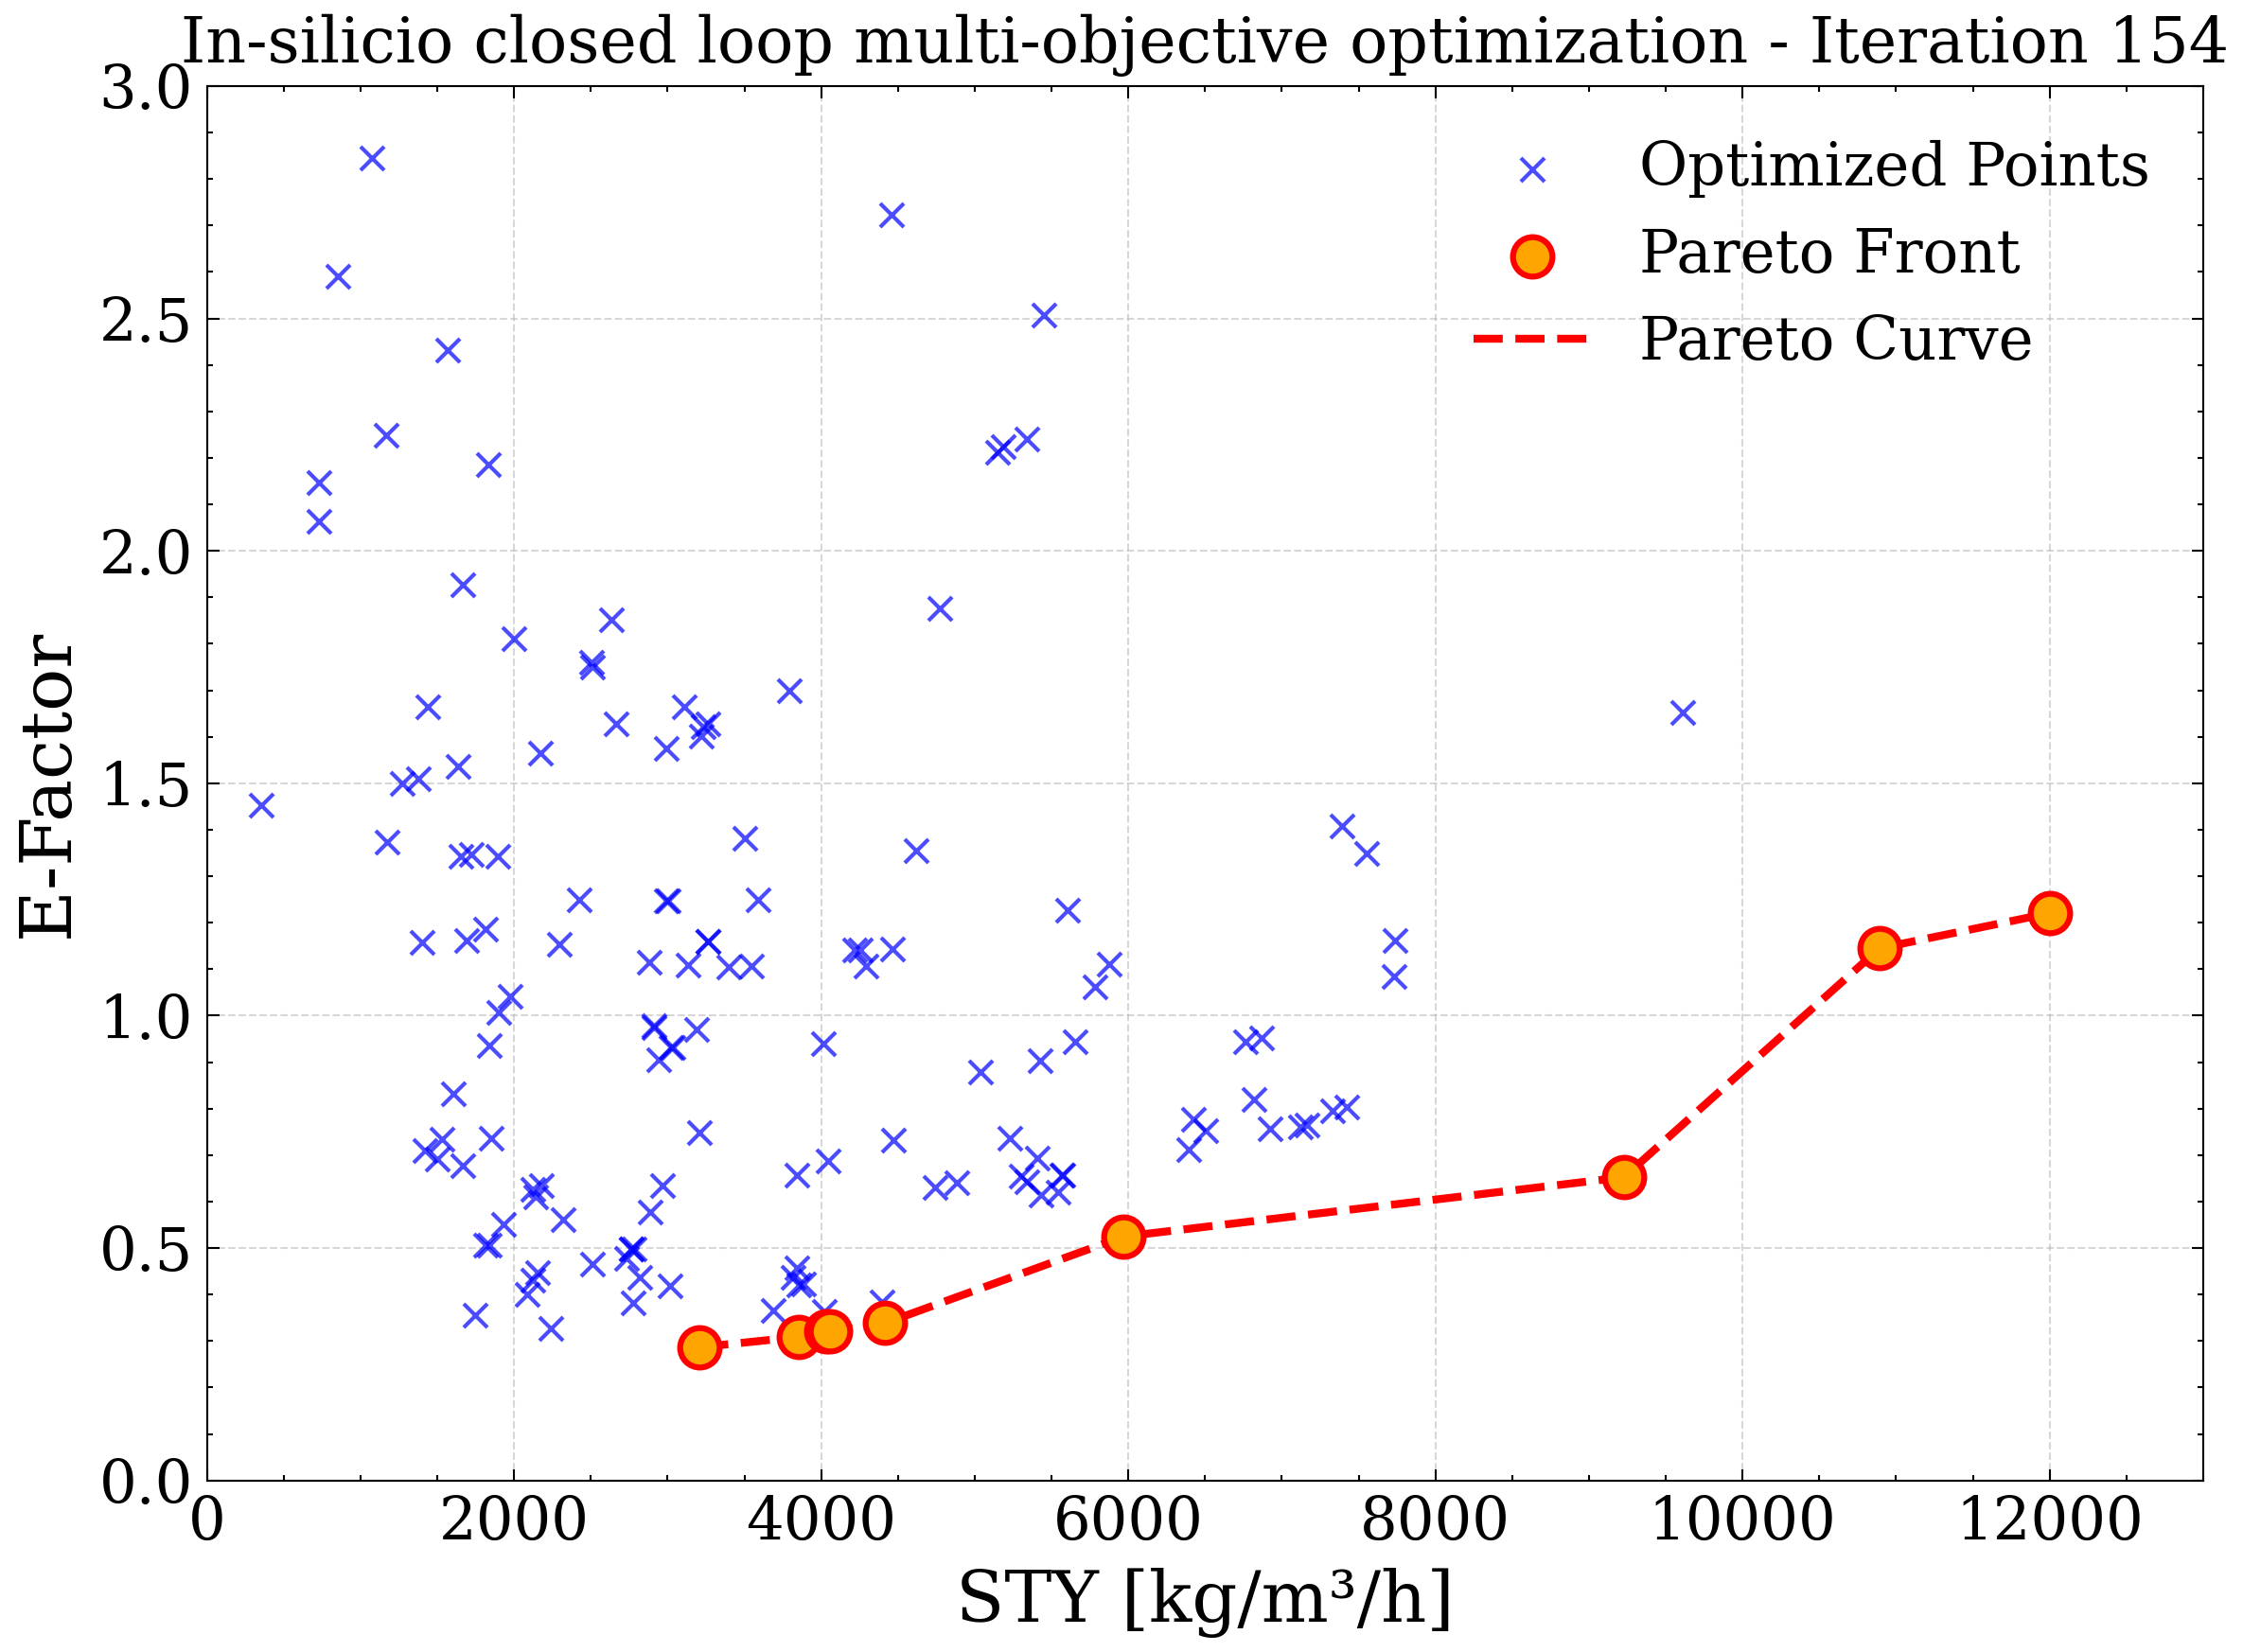 In-silicio closed loop multi-objective optimization - Iteration 154
3.0
2.5
2.0
1.5
1.0
0.5
0.0
E-Factor
Optimized Points
Pareto Front
Pareto Curve
0 2000 4000 6000 8000 10000 12000
STY [kg/m³/h]